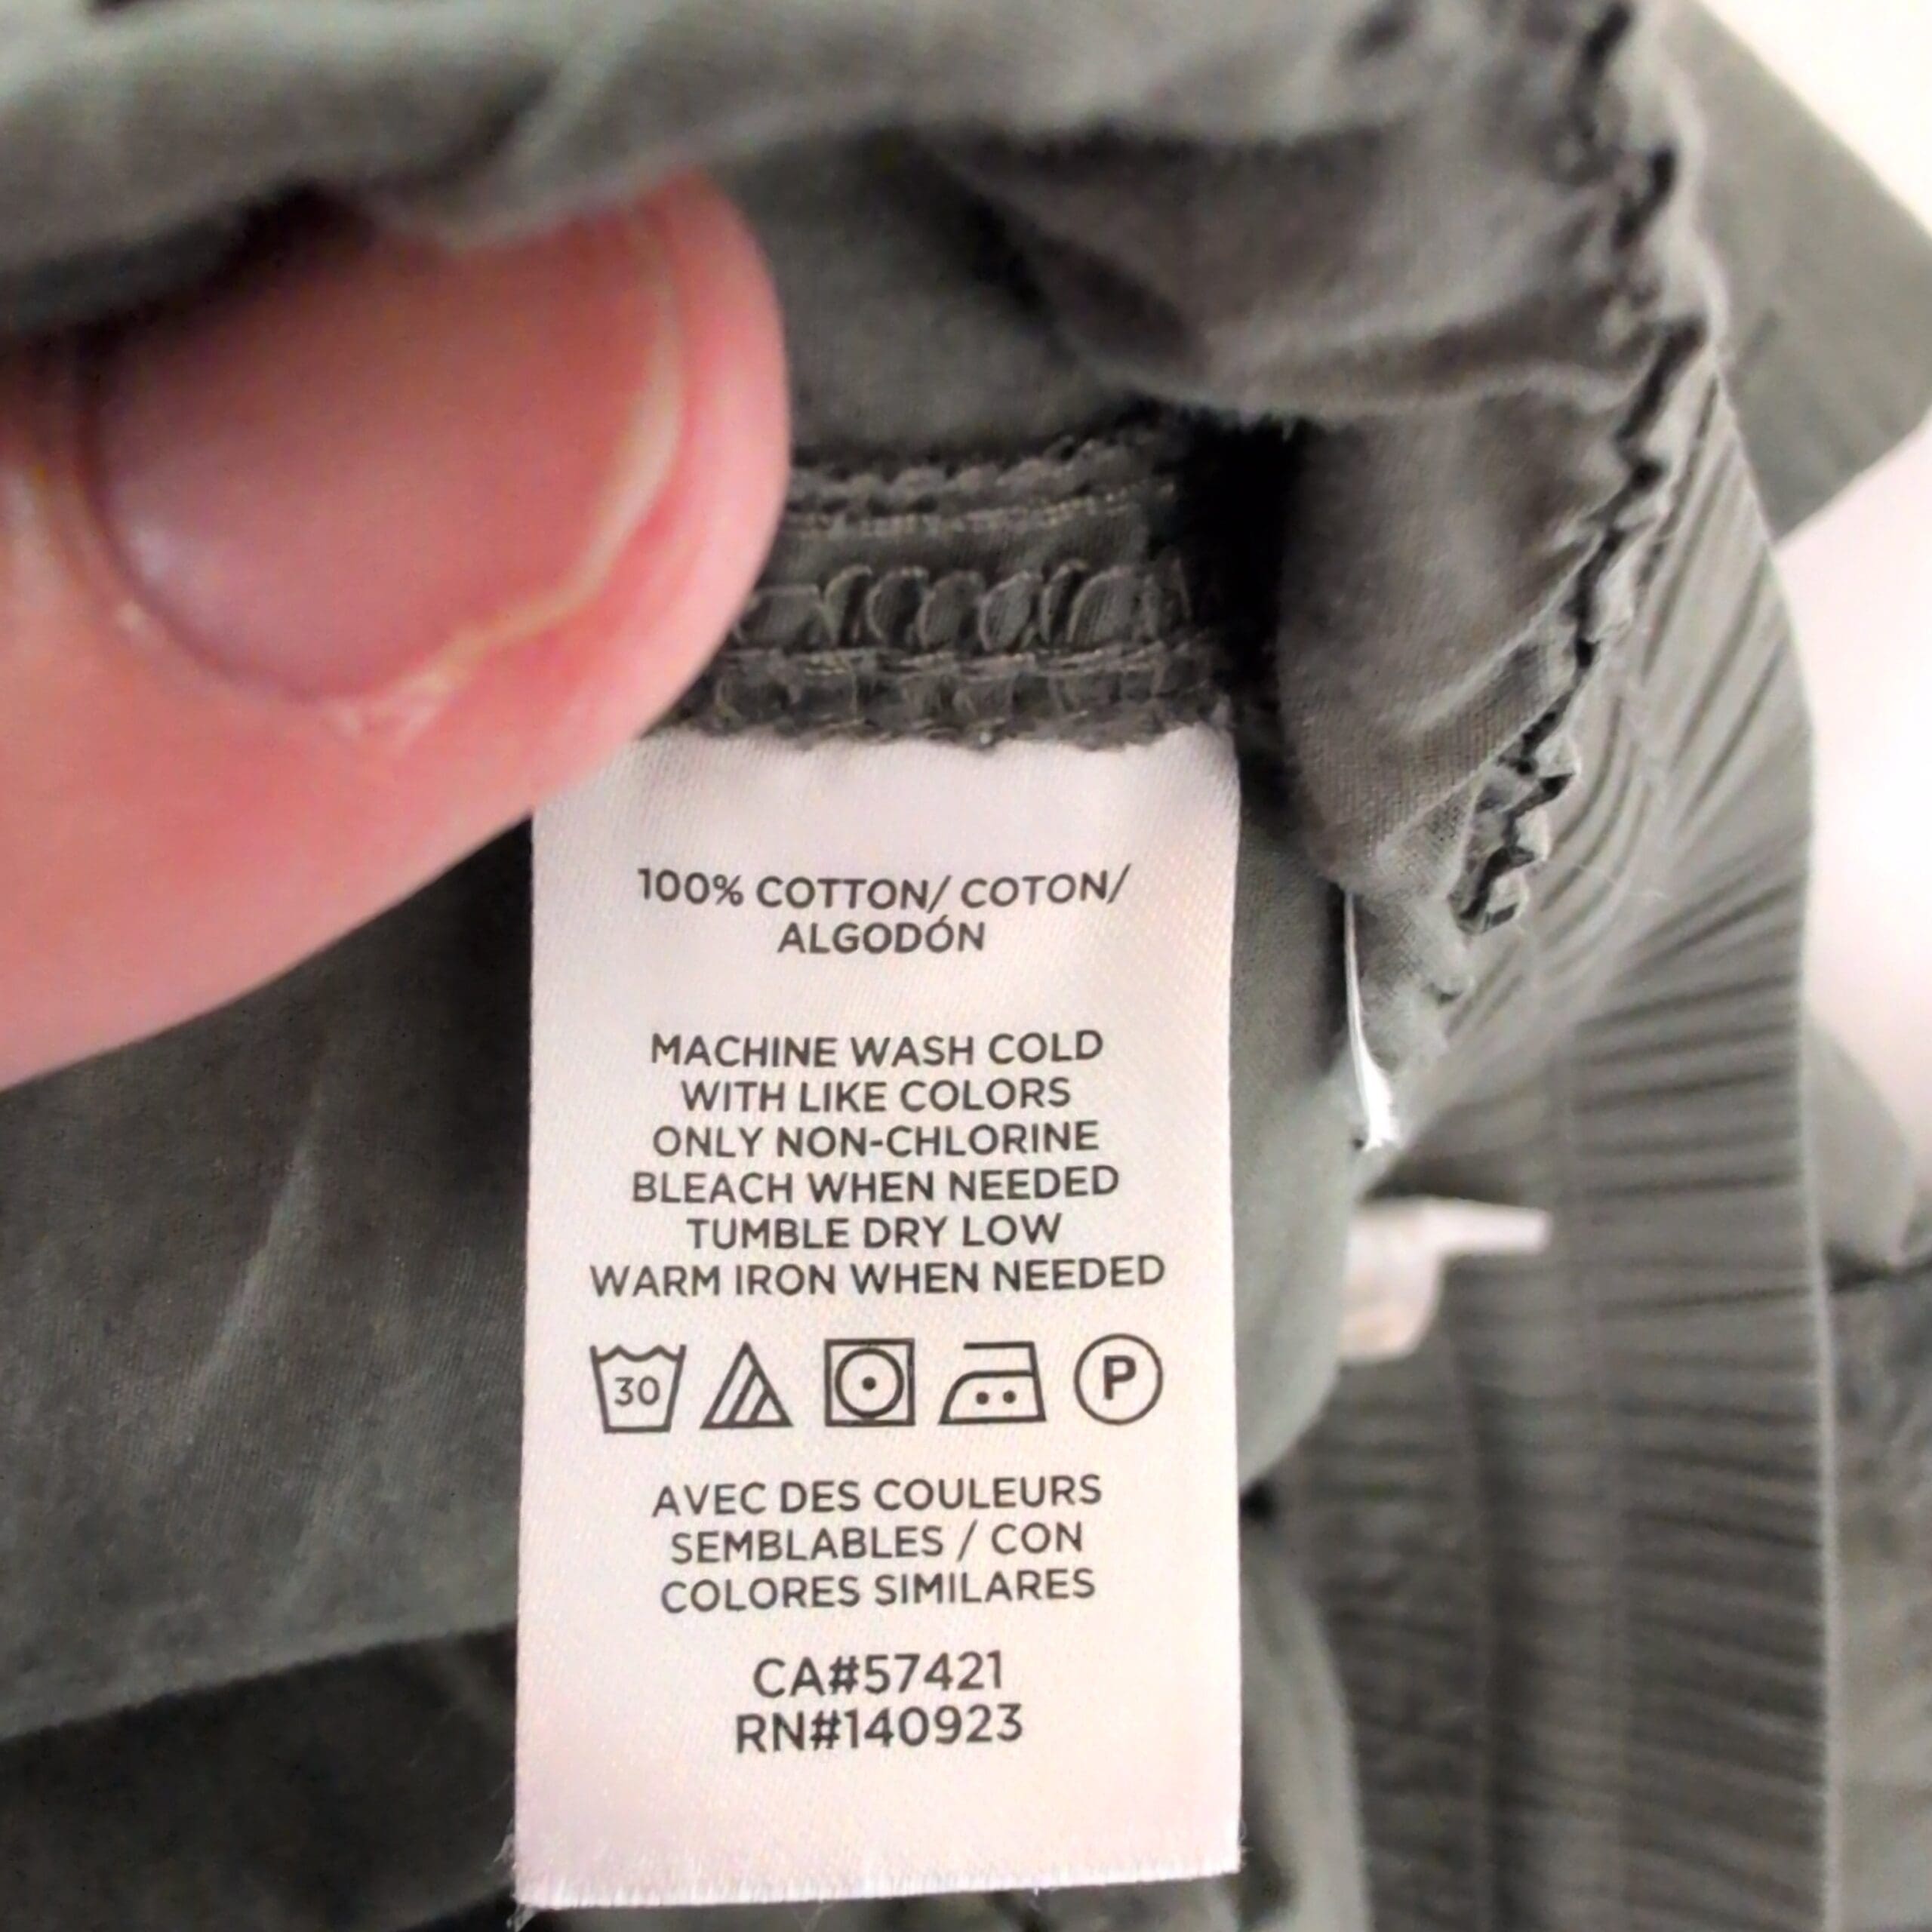 100% COTTON/ COTON/
ALGODÓN
MACHINE WASH COLD
WITH LIKE COLORS
ONLY NON-CHLORINE
BLEACH WHEN NEEDED
TUMBLE DRY LOW
WARM IRON WHEN NEEDED
30 P
AVEC DES COULEURS
SEMBLABLES / CON
COLORES SIMILARES
CA#57421
RN#140923